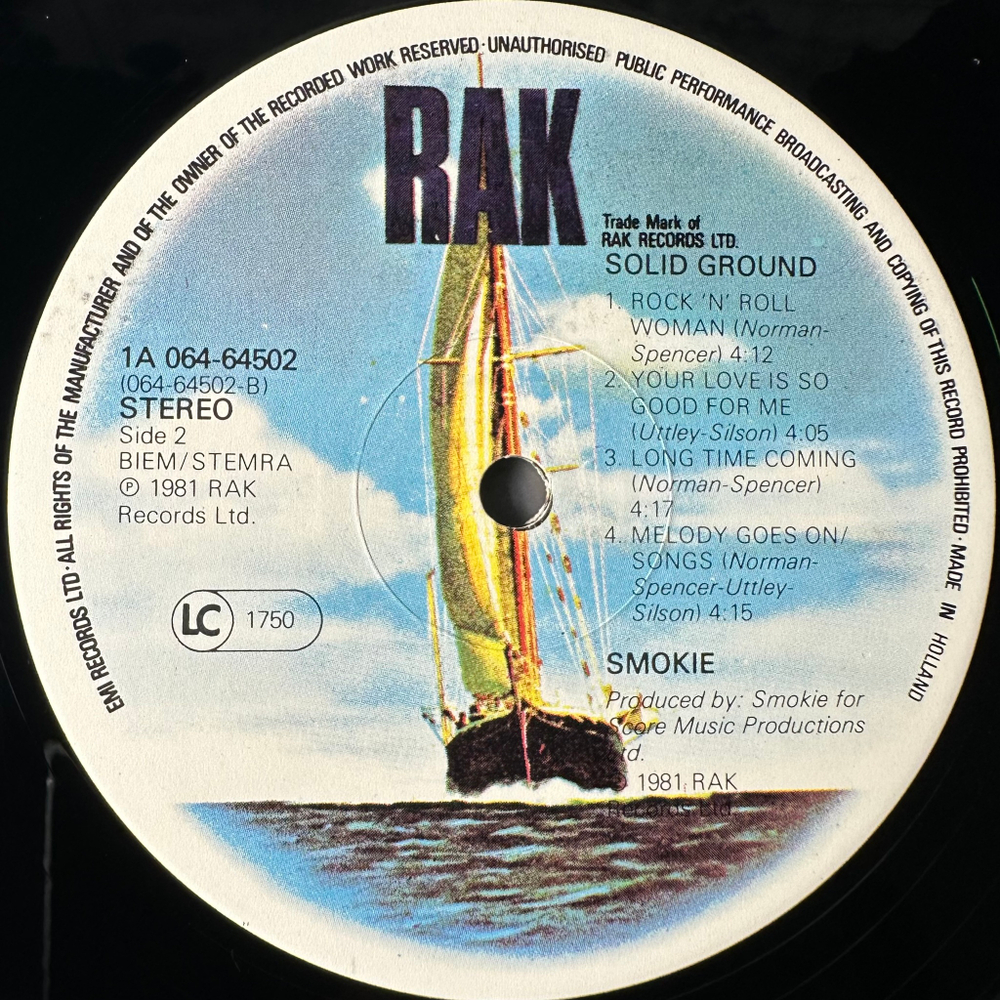 EMI RECORDS LTD · ALL RIGHTS OF THE MANUFACTURER AND OF THE OWNER OF THE RECORDED WORK RESERVED · UNAUTHORISED PUBLIC PERFORMANCE BROADCASTING AND COPYING OF THIS RECORD PROHIBITED · MADE IN HOLLAND
RAK
Trade Mark of
RAK RECORDS LTD.
SOLID GROUND
1. ROCK 'N' ROLL
WOMAN (Norman-
Spencer) 4:12
2. YOUR LOVE IS SO
GOOD FOR ME
(Uttley-Silson) 4:05
3. LONG TIME COMING
(Norman-Spencer)
4:17
4. MELODY GOES ON/
SONGS (Norman-
Spencer-Uttley-
Silson) 4:15
SMOKIE
Produced by: Smokie for
Score Music Productions
Ltd.
℗ 1981 RAK
Records Ltd.
1A 064-64502
(064-64502-B)
STEREO
Side 2
BIEM/STEMRA
℗ 1981 RAK
Records Ltd.
LC 1750